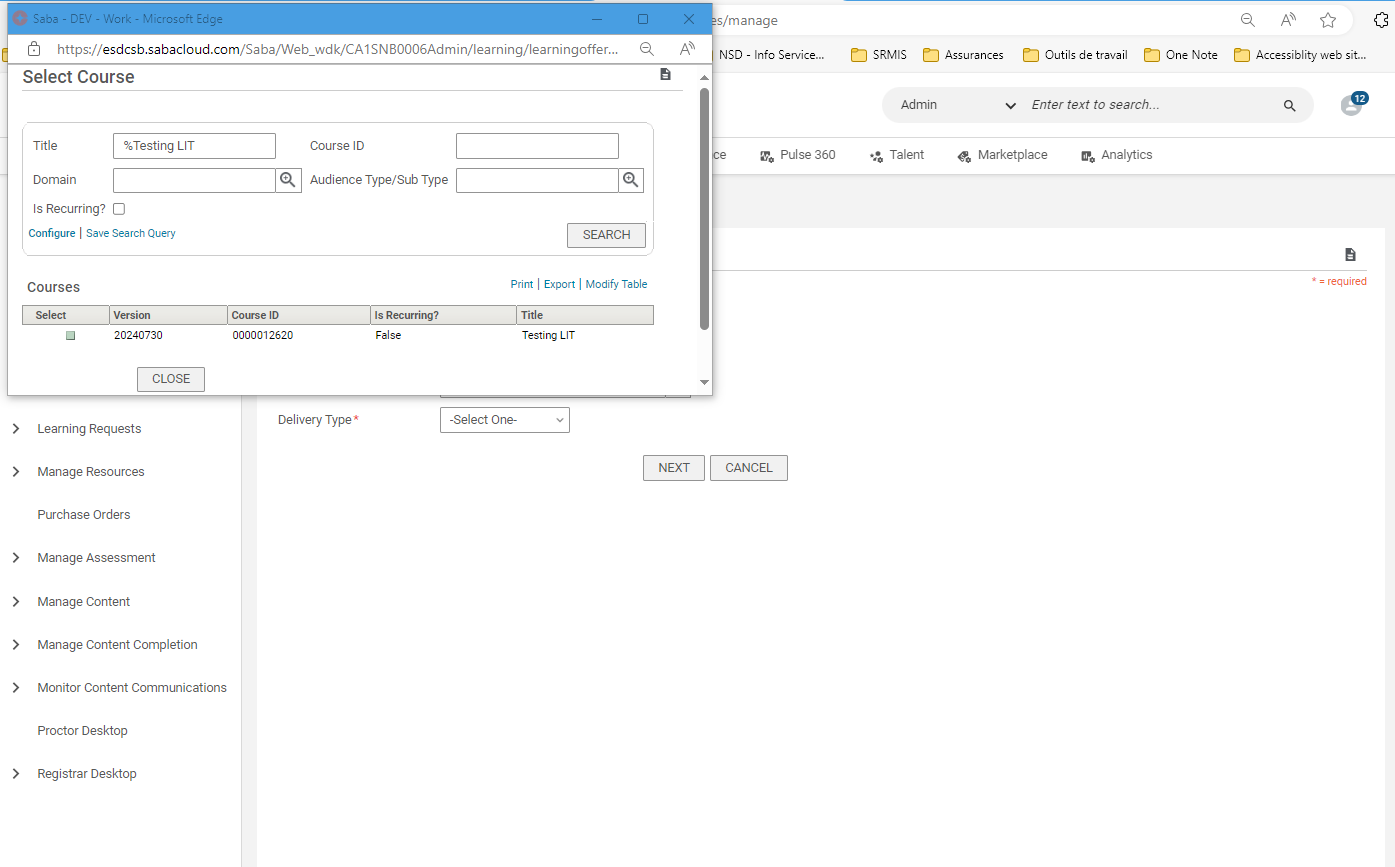 Saba - DEV - Work - Microsoft Edge
https://esdcsb.sabacloud.com/Saba/Web_wdk/CA1SNB0006Admin/learning/learningoffer...
Select Course
Title %Testing LIT Course ID
Domain Audience Type/Sub Type
Is Recurring?
Configure | Save Search Query
SEARCH
Courses
Print | Export | Modify Table
Select Version Course ID Is Recurring? Title
20240730 0000012620 False Testing LIT
CLOSE
es/manage
NSD - Info Service... SRMIS Assurances Outils de travail One Note Accessiblity web sit...
Admin Enter text to search... 12
ce Pulse 360 Talent Marketplace Analytics
* = required
Delivery Type* -Select One-
NEXT CANCEL
Learning Requests
Manage Resources
Purchase Orders
Manage Assessment
Manage Content
Manage Content Completion
Monitor Content Communications
Proctor Desktop
Registrar Desktop